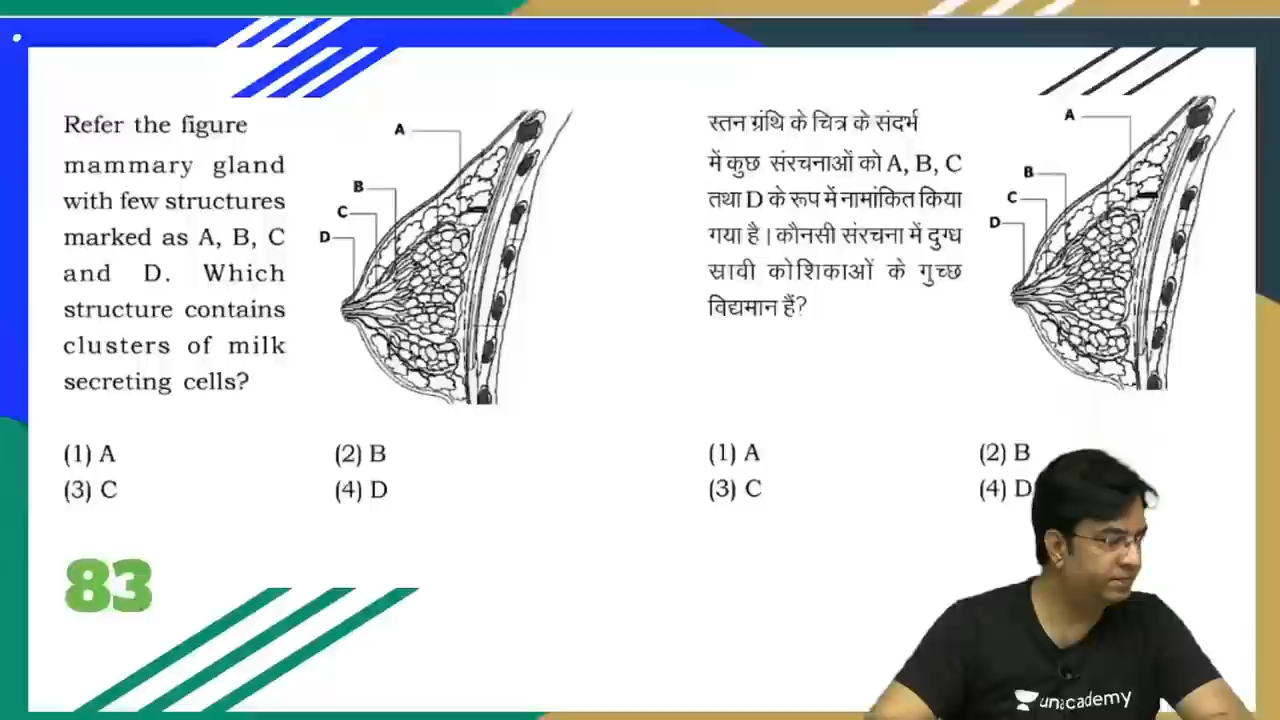 Refer the figure
mammary gland
with few structures
marked as A, B, C
and D. Which
structure contains
clusters of milk
secreting cells?
A
B
C
D
(1) A
(2) B
(3) C
(4) D
स्तन ग्रंथि के चित्र के संदर्भ
में कुछ संरचनाओं को A, B, C
तथा D के रूप में नामांकित किया
गया है। कौनसी संरचना में दुग्ध
स्रावी कोशिकाओं के गुच्छ
विद्यमान हैं?
A
B
C
D
(1) A
(2) B
(3) C
(4) D
83
unacademy